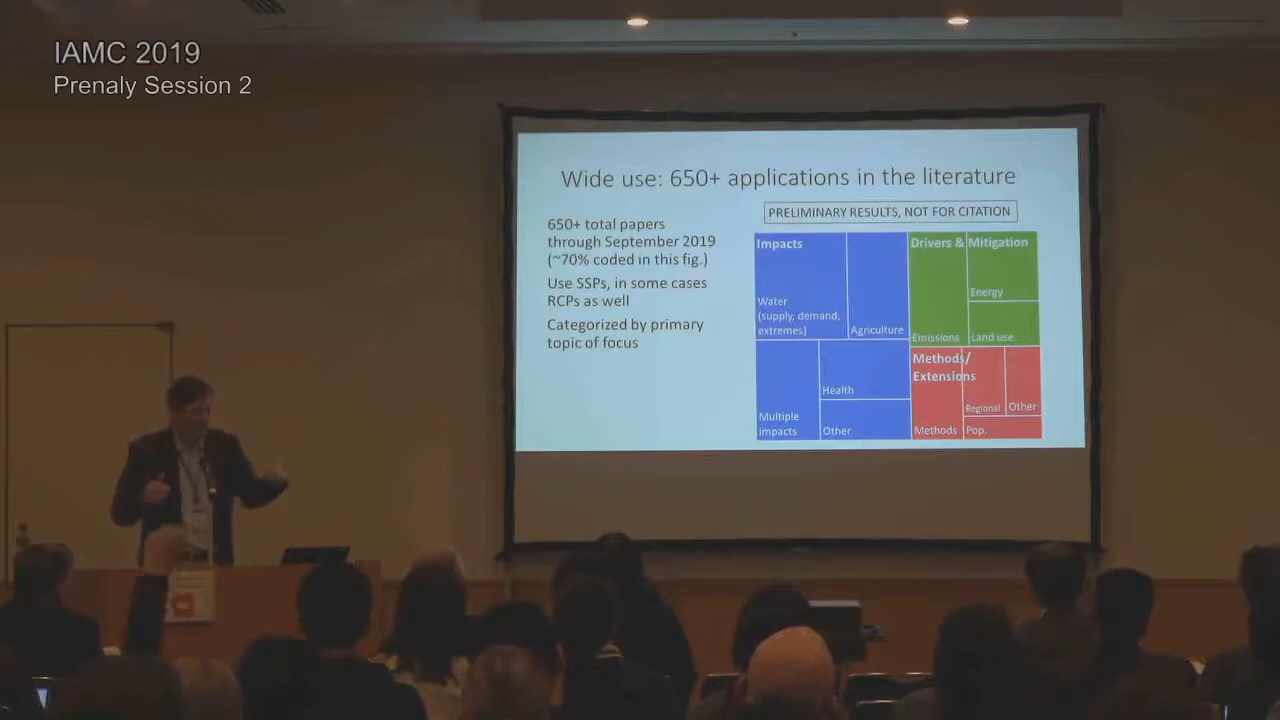 IAMC 2019
Prenaly Session 2
Wide use: 650+ applications in the literature
650+ total papers
through September 2019
(~70% coded in this fig.)
Use SSPs, in some cases
RCPs as well
Categorized by primary
topic of focus
PRELIMINARY RESULTS, NOT FOR CITATION
Impacts
Water
(supply, demand,
extremes)
Agriculture
Multiple
impacts
Health
Other
Drivers & Mitigation
Emissions
Energy
Land use
Methods/
Extensions
Methods
Regional
Other
Pop.